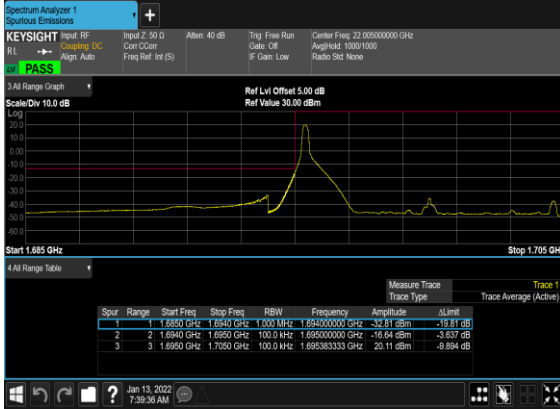 Spectrum Analyzer 1
Spurious Emissions
+
KEYSIGHT Input: RF Input Z: 50 Ω Atten: 40 dB Trig: Free Run Center Freq: 22.005000000 GHz
RL Coupling: DC Corr CCorr Gate: Off Avg|Hold: 1000/1000
Align: Auto Freq Ref: Int (S) IF Gain: Low Radio Std: None
PASS
3 All Range Graph
Ref Lvl Offset 5.00 dB
Scale/Div 10.0 dB Ref Value 30.00 dBm
Log
20.0
10.0
0.00
-10.0
-20.0
-30.0
-40.0
-50.0
-60.0
Start 1.685 GHz Stop 1.705 GH
4 All Range Table
Measure Trace Trace 1
Trace Type Trace Average (Active)
Spur Range Start Freq Stop Freq RBW Frequency Amplitude ΔLimit
1 1 1.6850 GHz 1.6940 GHz 1.000 MHz 1.694000000 GHz -32.81 dBm -19.81 dB
2 2 1.6940 GHz 1.6950 GHz 100.0 kHz 1.695000000 GHz -16.64 dBm -3.637 dB
3 3 1.6950 GHz 1.7050 GHz 100.0 kHz 1.695383333 GHz 20.11 dBm -9.894 dB
?
Jan 13, 2022
7:39:36 AM